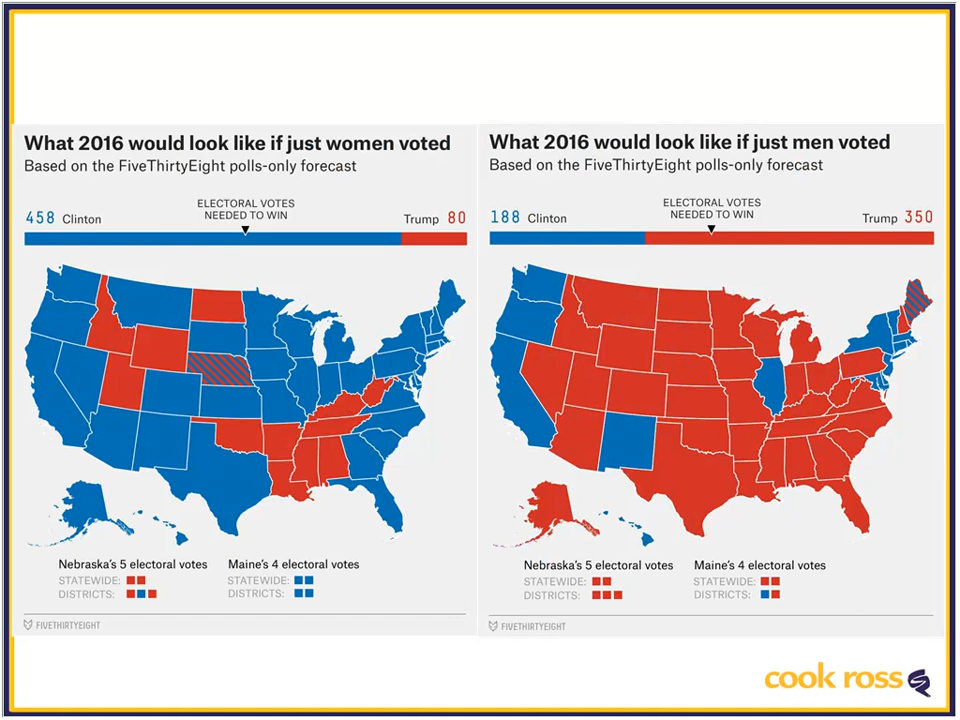 What 2016 would look like if just women voted
Based on the FiveThirtyEight polls-only forecast
ELECTORAL VOTES
NEEDED TO WIN
458 Clinton
Trump 80
Nebraska's 5 electoral votes
STATEWIDE:
DISTRICTS:
Maine's 4 electoral votes
STATEWIDE:
DISTRICTS:
FIVETHIRTYEIGHT
What 2016 would look like if just men voted
Based on the FiveThirtyEight polls-only forecast
ELECTORAL VOTES
NEEDED TO WIN
188 Clinton
Trump 350
Nebraska's 5 electoral votes
STATEWIDE:
DISTRICTS:
Maine's 4 electoral votes
STATEWIDE:
DISTRICTS:
FIVETHIRTYEIGHT
cook ross